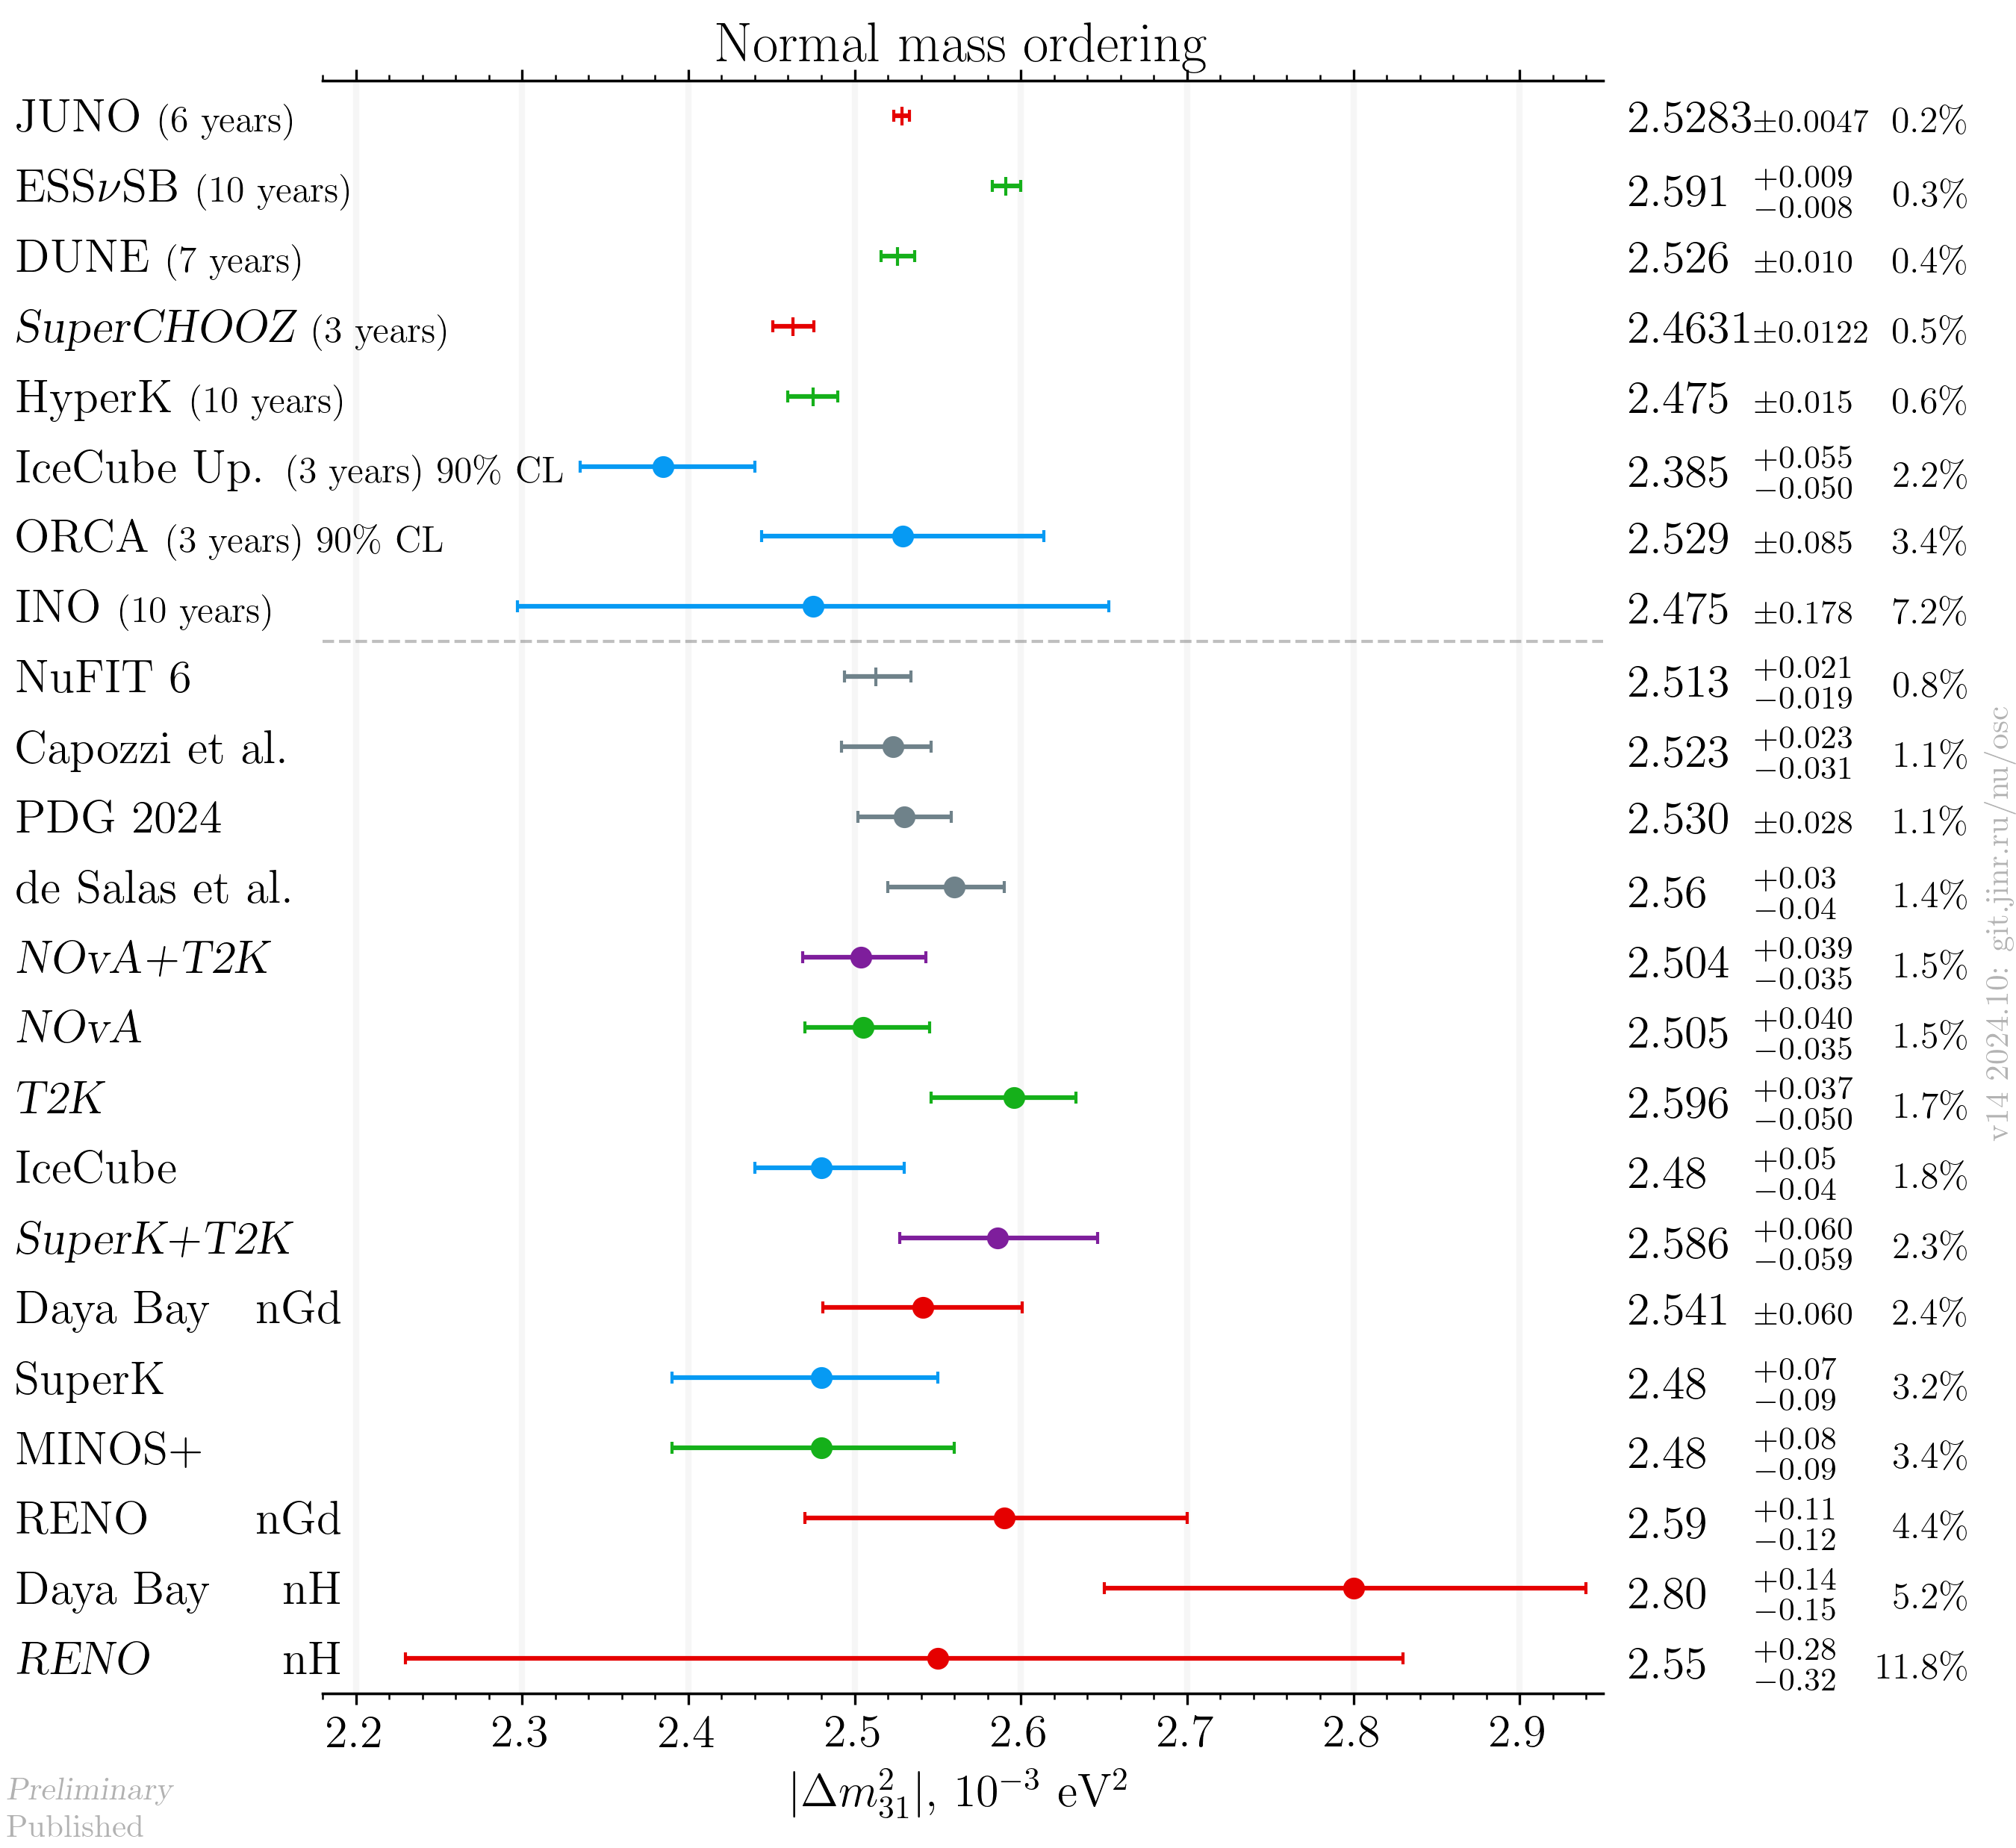 Normal mass ordering
JUNO (6 years) 2.5283±0.0047 0.2%
ESSνSB (10 years) 2.591 +0.009 −0.008 0.3%
DUNE (7 years) 2.526 ±0.010 0.4%
SuperCHOOZ (3 years) 2.4631±0.0122 0.5%
HyperK (10 years) 2.475 ±0.015 0.6%
IceCube Up. (3 years) 90% CL 2.385 +0.055 −0.050 2.2%
ORCA (3 years) 90% CL 2.529 ±0.085 3.4%
INO (10 years) 2.475 ±0.178 7.2%
NuFIT 6 2.513 +0.021 −0.019 0.8%
Capozzi et al. 2.523 +0.023 −0.031 1.1%
PDG 2024 2.530 ±0.028 1.1%
de Salas et al. 2.56 +0.03 −0.04 1.4%
NOvA+T2K 2.504 +0.039 −0.035 1.5%
NOvA 2.505 +0.040 −0.035 1.5%
T2K 2.596 +0.037 −0.050 1.7%
IceCube 2.48 +0.05 −0.04 1.8%
SuperK+T2K 2.586 +0.060 −0.059 2.3%
Daya Bay nGd 2.541 ±0.060 2.4%
SuperK 2.48 +0.07 −0.09 3.2%
MINOS+ 2.48 +0.08 −0.09 3.4%
RENO nGd 2.59 +0.11 −0.12 4.4%
Daya Bay nH 2.80 +0.14 −0.15 5.2%
RENO nH 2.55 +0.28 −0.32 11.8%
2.2 2.3 2.4 2.5 2.6 2.7 2.8 2.9
|Δm²₃₁|, 10⁻³ eV²
Preliminary
Published
v14 2024.10: git.jinr.ru/nu/osc